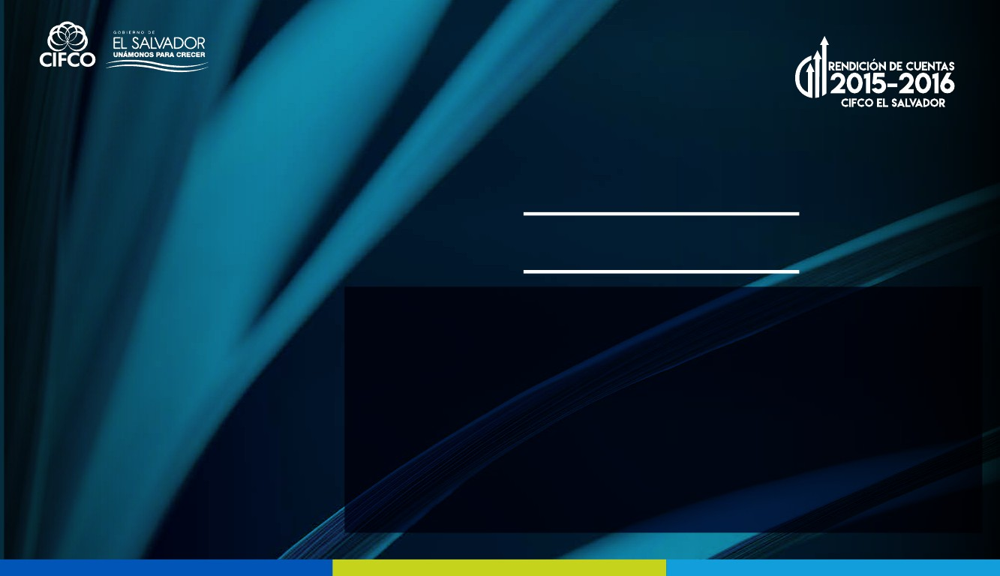 CIFCO
GOBIERNO DE
EL SALVADOR
UNÁMONOS PARA CRECER
RENDICIÓN DE CUENTAS
2015-2016
CIFCO EL SALVADOR